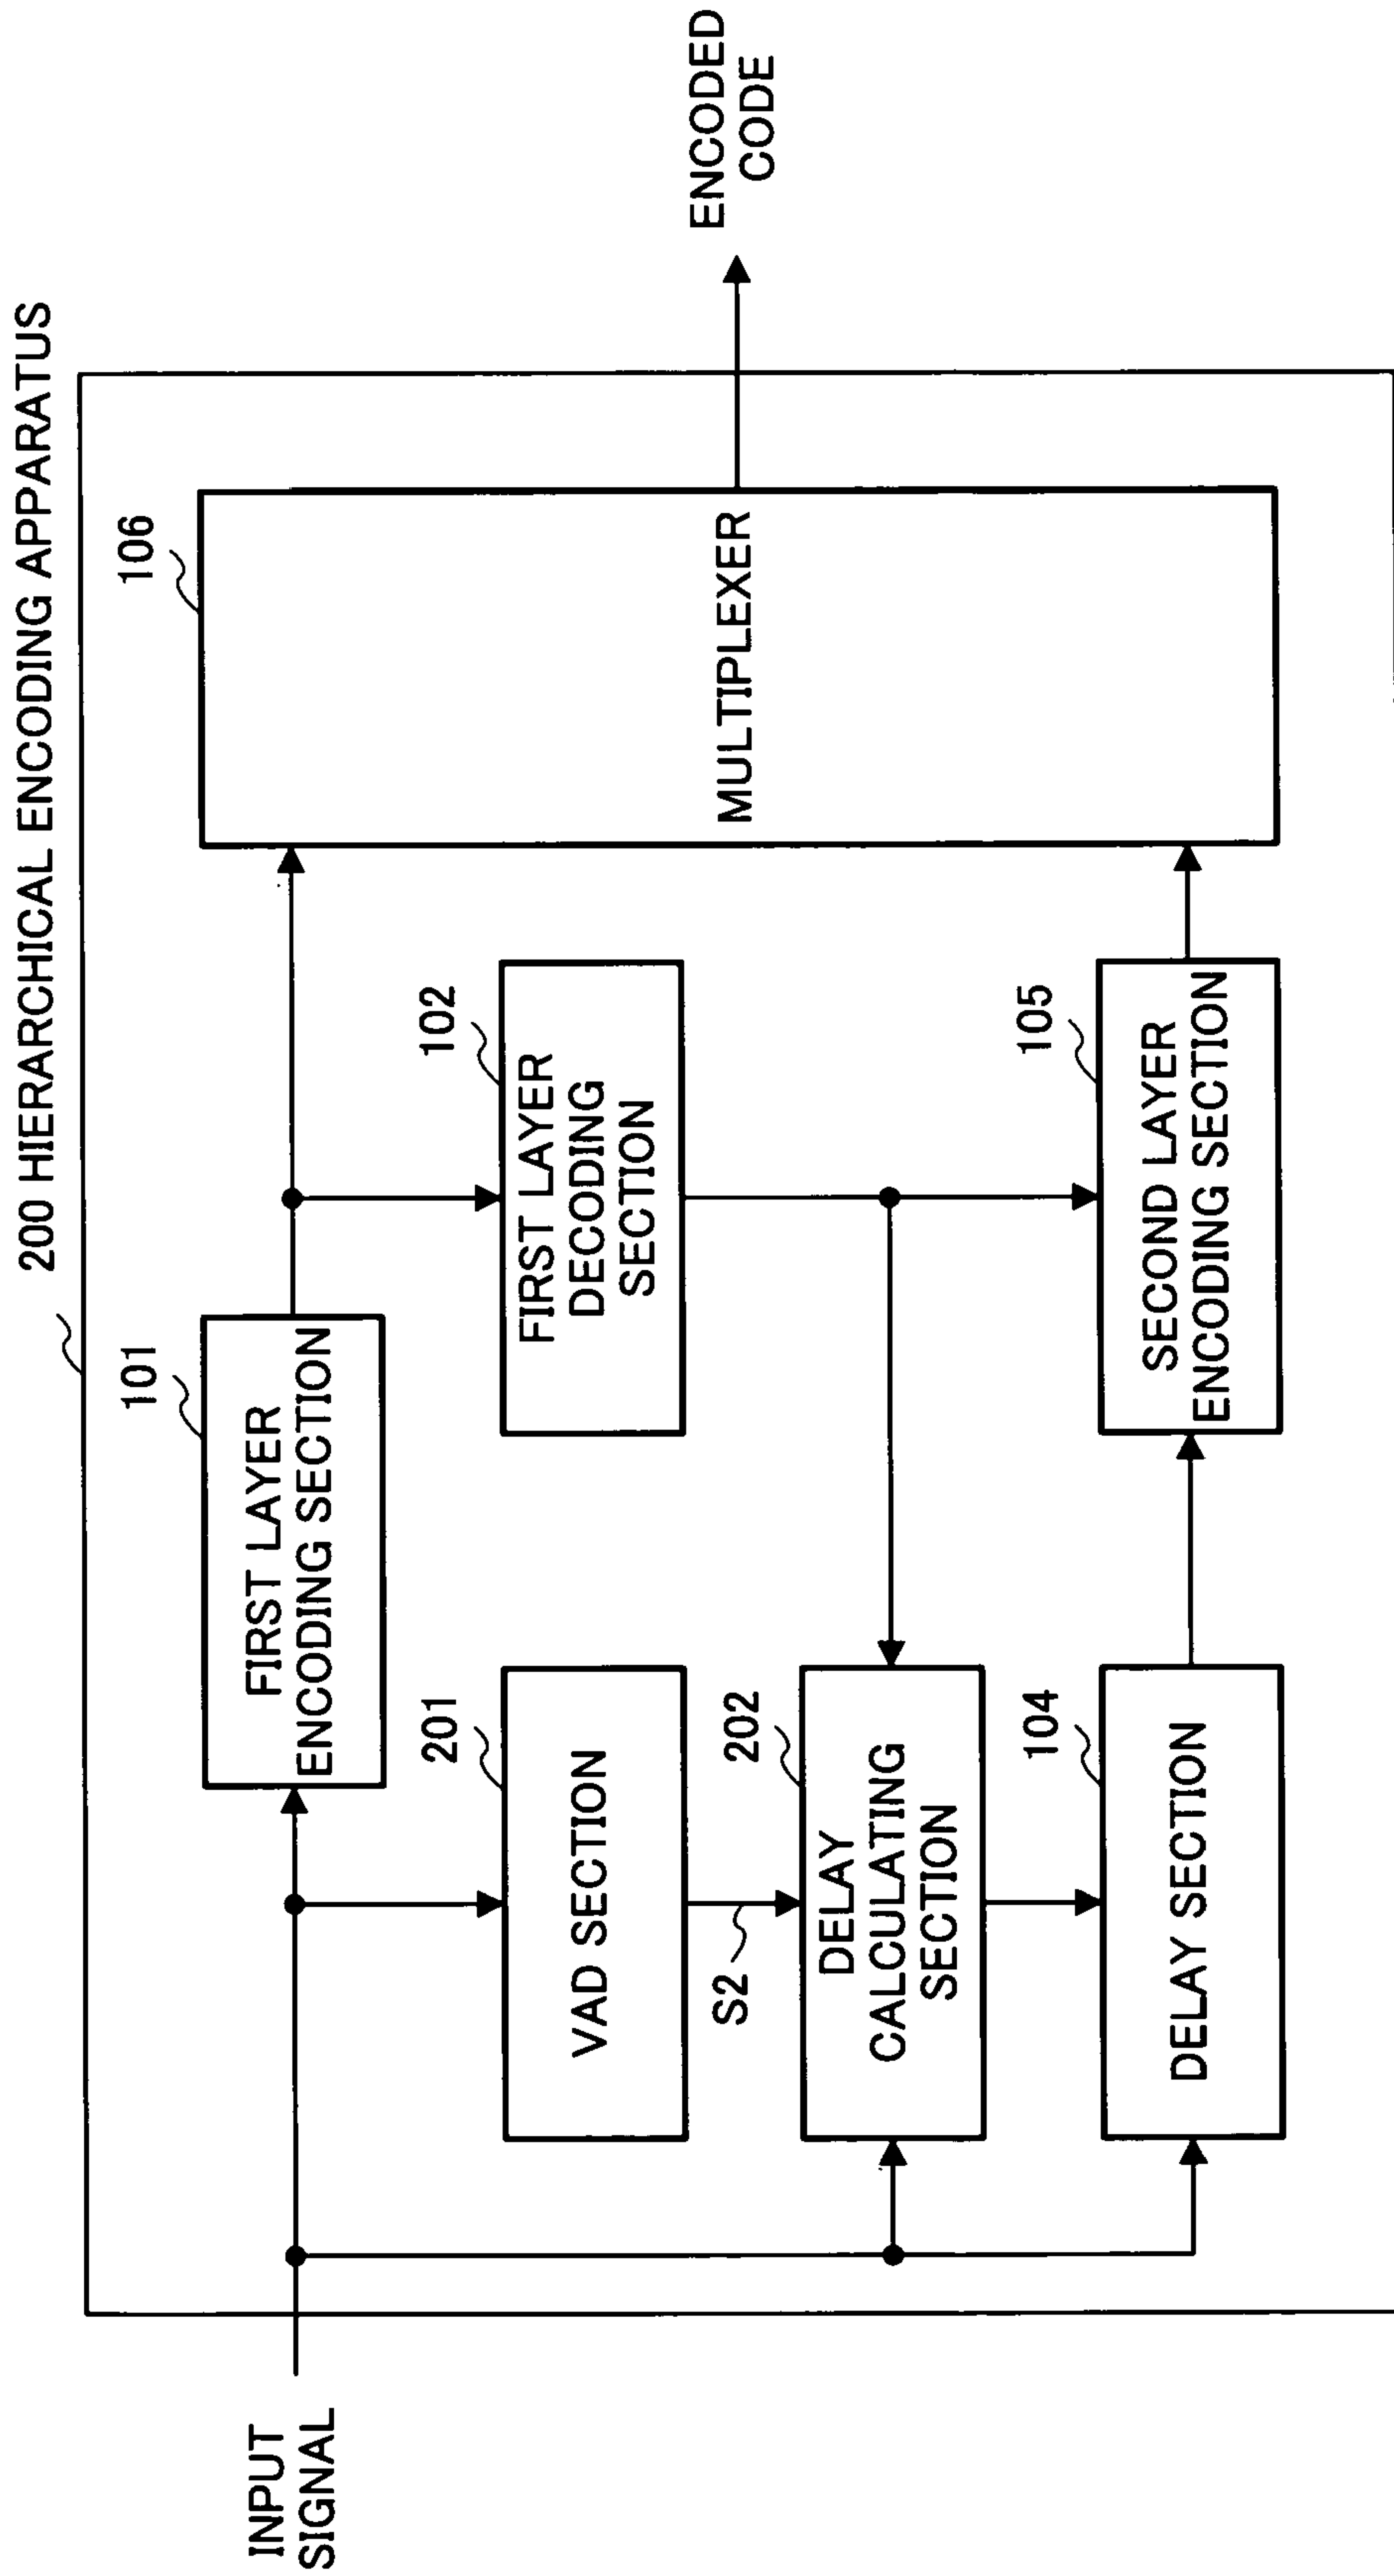 200 HIERARCHICAL ENCODING APPARATUS
INPUT
SIGNAL
101
FIRST LAYER
ENCODING SECTION
106
MULTIPLEXER
ENCODED
CODE
201
VAD SECTION
102
FIRST LAYER
DECODING
SECTION
S2
202
DELAY
CALCULATING
SECTION
104
DELAY SECTION
105
SECOND LAYER
ENCODING SECTION